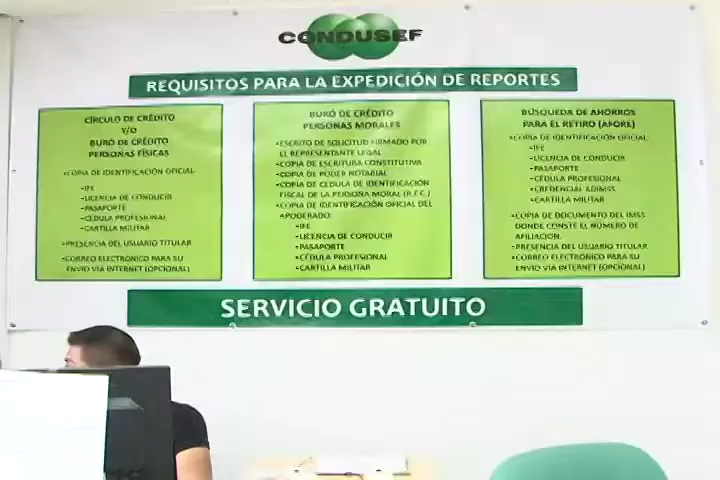 CONDUSEF
REQUISITOS PARA LA EXPEDICIÓN DE REPORTES
CÍRCULO DE CRÉDITO
Y/O
BURÓ DE CRÉDITO
PERSONAS FÍSICAS
•COPIA DE IDENTIFICACIÓN OFICIAL
•IFE
•LICENCIA DE CONDUCIR
•PASAPORTE
•CÉDULA PROFESIONAL
•CARTILLA MILITAR
•PRESENCIA DEL USUARIO TITULAR
•CORREO ELECTRÓNICO PARA SU
ENVIO VIA INTERNET (OPCIONAL)
BURÓ DE CRÉDITO
PERSONAS MORALES
•ESCRITO DE SOLICITUD FIRMADO POR
EL REPRESENTANTE LEGAL
•COPIA DE ESCRITURA CONSTITUTIVA
•COPIA DE PODER NOTARIAL
•COPIA DE CEDULA DE IDENTIFICACIÓN
FISCAL DE LA PERSONA MORAL (R.F.C.)
•COPIA DE IDENTIFICACIÓN OFICIAL DEL
APODERADO:
•IFE
•LICENCIA DE CONDUCIR
•PASAPORTE
•CÉDULA PROFESIONAL
•CARTILLA MILITAR
BÚSQUEDA DE AHORROS
PARA EL RETIRO (AFORE)
•COPIA DE IDENTIFICACIÓN OFICIAL:
•IFE
•LICENCIA DE CONDUCIR
•PASAPORTE
•CÉDULA PROFESIONAL
•CREDENCIAL ADIMSS
•CARTILLA MILITAR
•COPIA DE DOCUMENTO DEL IMSS
DONDE CONSTE EL NÚMERO DE
AFILIACIÓN.
•PRESENCIA DEL USUARIO TITULAR
•CORREO ELECTRÓNICO PARA SU
ENVIO VIA INTERNET (OPCIONAL)
SERVICIO GRATUITO